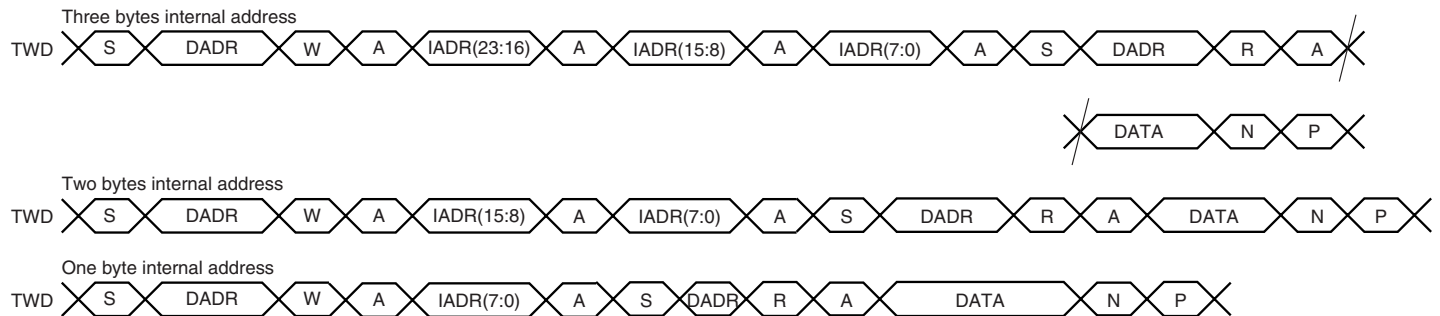 Three bytes internal address
TWD S DADR W A IADR(23:16) A IADR(15:8) A IADR(7:0) A S DADR R A
DATA N P
Two bytes internal address
TWD S DADR W A IADR(15:8) A IADR(7:0) A S DADR R A DATA N P
One byte internal address
TWD S DADR W A IADR(7:0) A S DADR R A DATA N P